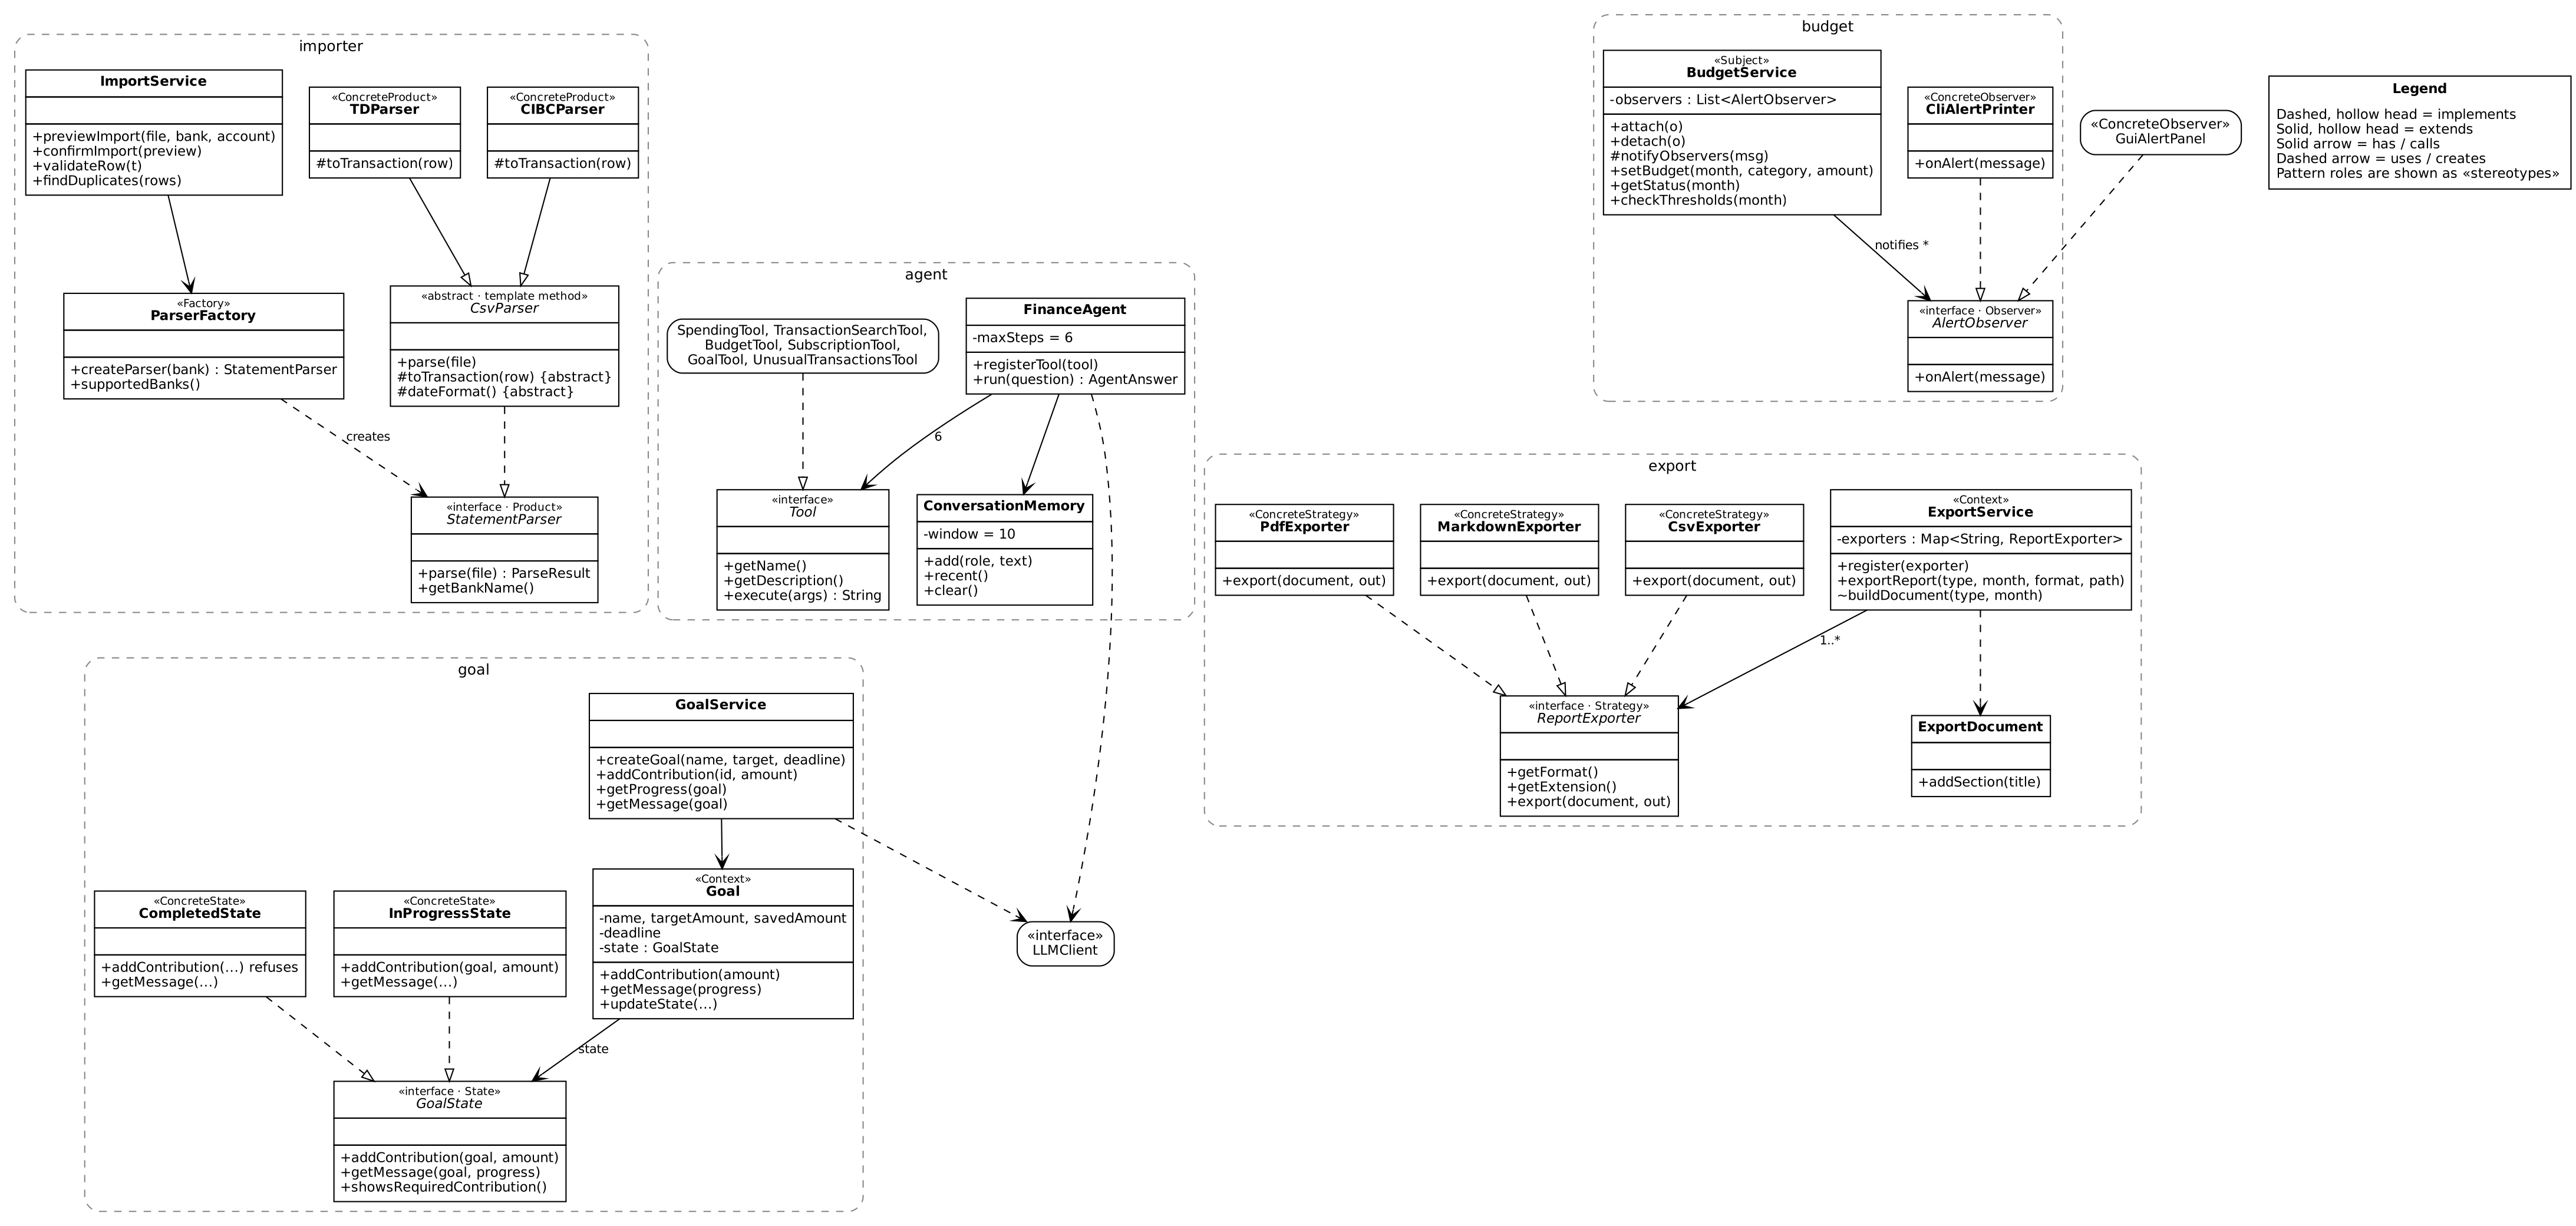 importer
ImportService
+previewImport(file, bank, account)
+confirmImport(preview)
+validateRow(t)
+findDuplicates(rows)
«ConcreteProduct»
TDParser
#toTransaction(row)
«ConcreteProduct»
CIBCParser
#toTransaction(row)
«Factory»
ParserFactory
+createParser(bank) : StatementParser
+supportedBanks()
«abstract · template method»
CsvParser
+parse(file)
#toTransaction(row) {abstract}
#dateFormat() {abstract}
creates
«interface · Product»
StatementParser
+parse(file) : ParseResult
+getBankName()
agent
SpendingTool, TransactionSearchTool,
BudgetTool, SubscriptionTool,
GoalTool, UnusualTransactionsTool
FinanceAgent
-maxSteps = 6
+registerTool(tool)
+run(question) : AgentAnswer
6
«interface»
Tool
+getName()
+getDescription()
+execute(args) : String
ConversationMemory
-window = 10
+add(role, text)
+recent()
+clear()
budget
«Subject»
BudgetService
-observers : List<AlertObserver>
+attach(o)
+detach(o)
#notifyObservers(msg)
+setBudget(month, category, amount)
+getStatus(month)
+checkThresholds(month)
«ConcreteObserver»
CliAlertPrinter
+onAlert(message)
«ConcreteObserver»
GuiAlertPanel
notifies *
«interface · Observer»
AlertObserver
+onAlert(message)
Legend
Dashed, hollow head = implements
Solid, hollow head = extends
Solid arrow = has / calls
Dashed arrow = uses / creates
Pattern roles are shown as «stereotypes»
export
«ConcreteStrategy»
PdfExporter
+export(document, out)
«ConcreteStrategy»
MarkdownExporter
+export(document, out)
«ConcreteStrategy»
CsvExporter
+export(document, out)
«Context»
ExportService
-exporters : Map<String, ReportExporter>
+register(exporter)
+exportReport(type, month, format, path)
~buildDocument(type, month)
1..*
«interface · Strategy»
ReportExporter
+getFormat()
+getExtension()
+export(document, out)
ExportDocument
+addSection(title)
goal
GoalService
+createGoal(name, target, deadline)
+addContribution(id, amount)
+getProgress(goal)
+getMessage(goal)
«ConcreteState»
CompletedState
+addContribution(...) refuses
+getMessage(...)
«ConcreteState»
InProgressState
+addContribution(goal, amount)
+getMessage(...)
«Context»
Goal
-name, targetAmount, savedAmount
-deadline
-state : GoalState
+addContribution(amount)
+getMessage(progress)
+updateState(...)
state
«interface · State»
GoalState
+addContribution(goal, amount)
+getMessage(goal, progress)
+showsRequiredContribution()
«interface»
LLMClient